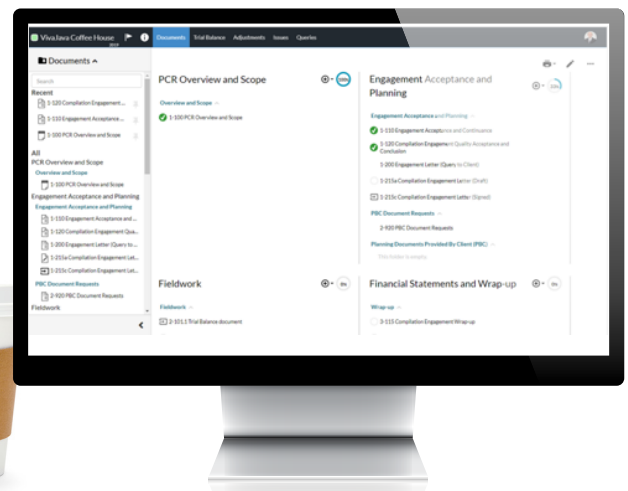 VivaJava Coffee House
2019
Documents Trial Balance Adjustments Issues Queries
Documents
Search
Recent
1-120 Compilation Engagement...
1-110 Engagement Acceptance ...
1-100 PCR Overview and Scope
All
PCR Overview and Scope
Overview and Scope
1-100 PCR Overview and Scope
Engagement Acceptance and Planning
Engagement Acceptance and Planning
1-110 Engagement Acceptance and ...
1-120 Compilation Engagement Qua...
1-200 Engagement Letter (Query to ...
1-215a Compilation Engagement Let...
1-215c Compilation Engagement Let...
PBC Document Requests
2-920 PBC Document Requests
Fieldwork
PCR Overview and Scope
100%
Overview and Scope
1-100 PCR Overview and Scope
Engagement Acceptance and
Planning
Engagement Acceptance and Planning
1-110 Engagement Acceptance and Continuance
1-120 Compilation Engagement Quality Acceptance and
Conclusion
1-200 Engagement Letter (Query to Client)
1-215a Compilation Engagement Letter (Draft)
1-215c Compilation Engagement Letter (Signed)
PBC Document Requests
2-920 PBC Document Requests
Planning Documents Provided By Client (PBC)
This folder is empty.
Fieldwork
0%
Fieldwork
2-101.1 Trial Balance document
Financial Statements and Wrap-up
0%
Wrap-up
3-115 Compilation Engagement Wrap-up